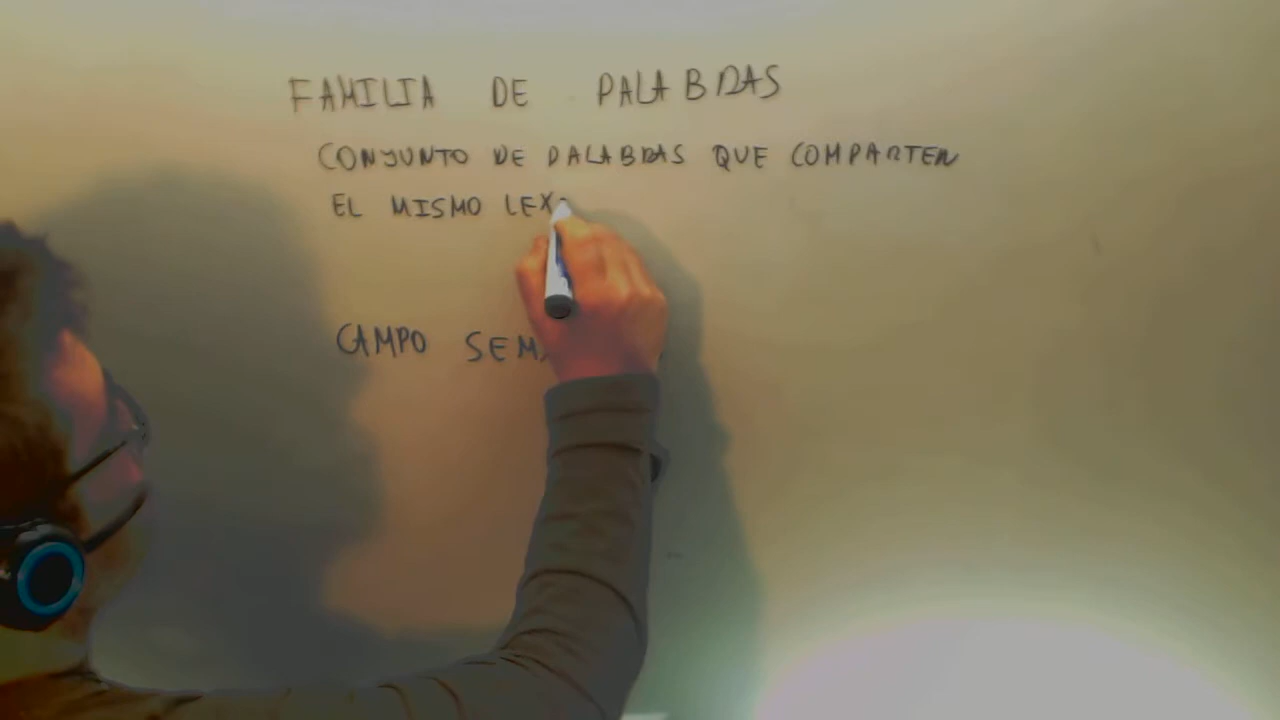 FAMILIA DE PALABRAS
CONJUNTO DE PALABRAS QUE COMPARTEN
EL MISMO LEX
CAMPO SEM